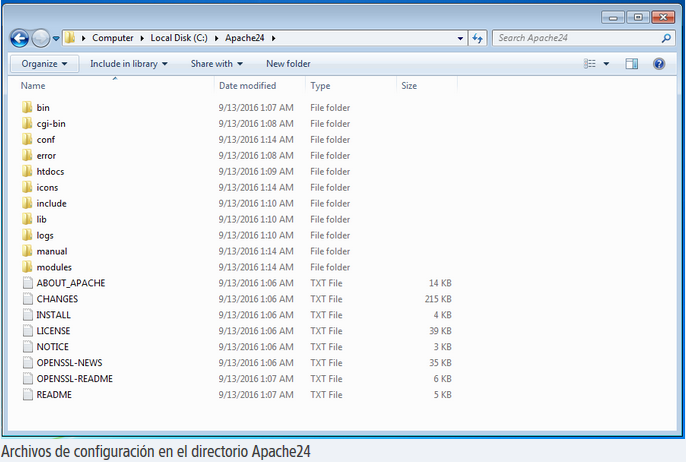 Computer Local Disk (C:) Apache24
Search Apache24
Organize Include in library Share with New folder
Name Date modified Type Size
bin 9/13/2016 1:07 AM File folder
cgi-bin 9/13/2016 1:08 AM File folder
conf 9/13/2016 1:14 AM File folder
error 9/13/2016 1:08 AM File folder
htdocs 9/13/2016 1:09 AM File folder
icons 9/13/2016 1:14 AM File folder
include 9/13/2016 1:10 AM File folder
lib 9/13/2016 1:10 AM File folder
logs 9/13/2016 1:10 AM File folder
manual 9/13/2016 1:14 AM File folder
modules 9/13/2016 1:14 AM File folder
ABOUT_APACHE 9/13/2016 1:06 AM TXT File 14 KB
CHANGES 9/13/2016 1:06 AM TXT File 215 KB
INSTALL 9/13/2016 1:06 AM TXT File 4 KB
LICENSE 9/13/2016 1:06 AM TXT File 39 KB
NOTICE 9/13/2016 1:06 AM TXT File 3 KB
OPENSSL-NEWS 9/13/2016 1:06 AM TXT File 35 KB
OPENSSL-README 9/13/2016 1:07 AM TXT File 6 KB
README 9/13/2016 1:07 AM TXT File 5 KB
Archivos de configuración en el directorio Apache24